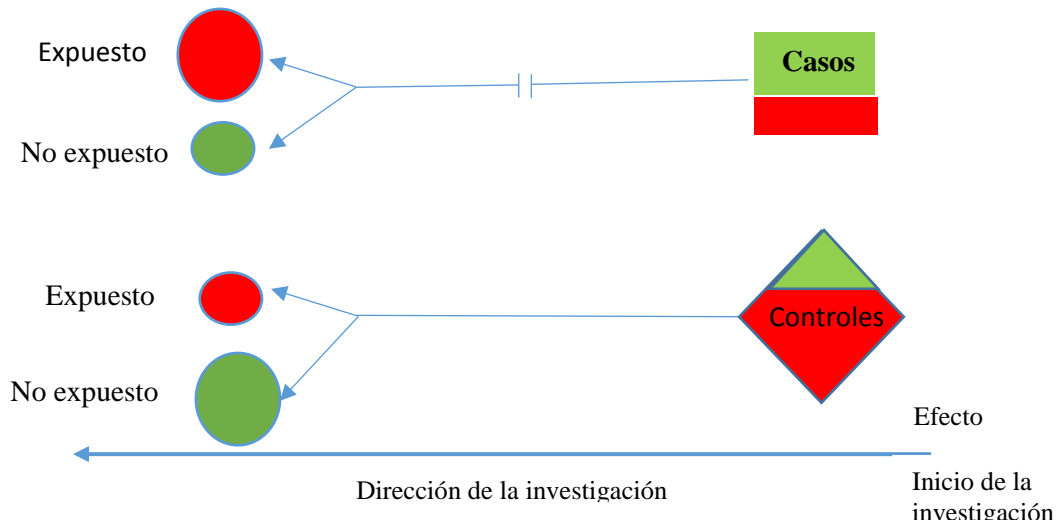 Expuesto
Casos
No expuesto
Expuesto
Controles
No expuesto
Efecto
Dirección de la investigación
Inicio de la
investigación